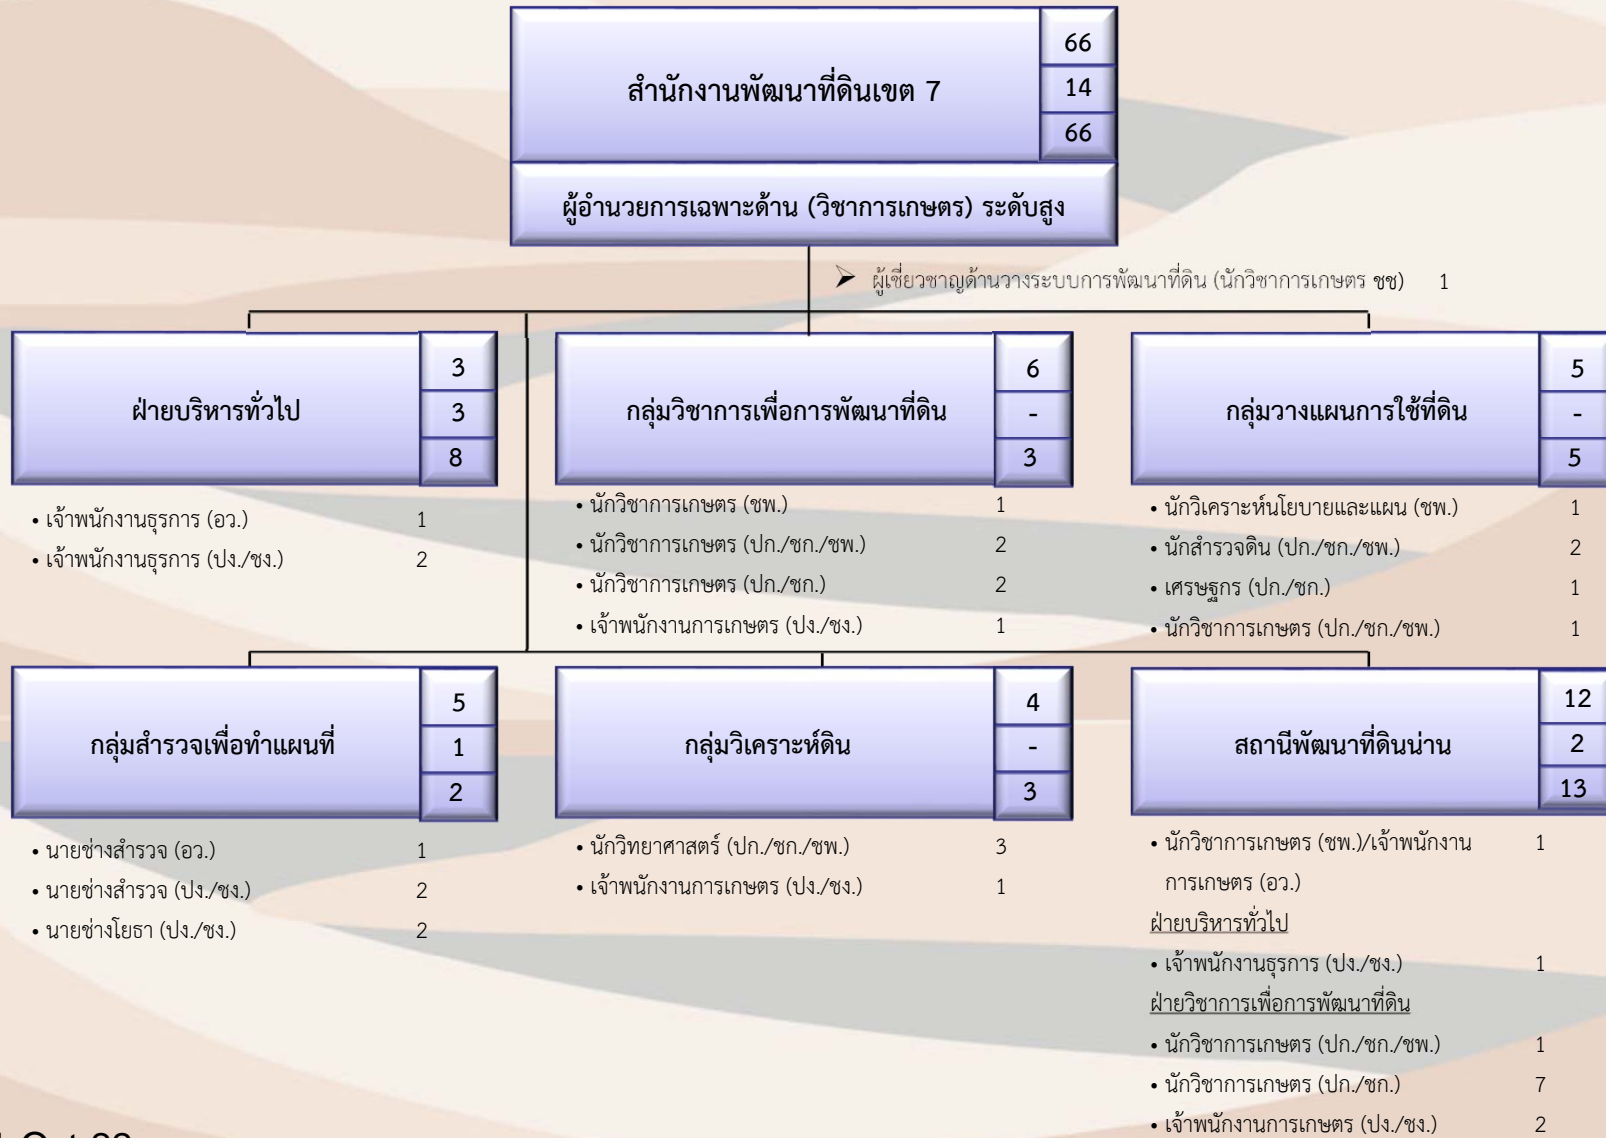 สำนักงานพัฒนาที่ดินเขต 7
66
14
66
ผู้อำนวยการเฉพาะด้าน (วิชาการเกษตร) ระดับสูง
➢ ผู้เชี่ยวชาญด้านวางระบบการพัฒนาที่ดิน (นักวิชาการเกษตร ชช) 1
ฝ่ายบริหารทั่วไป
3
3
8
• เจ้าพนักงานธุรการ (อว.) 1
• เจ้าพนักงานธุรการ (ปง./ชง.) 2
กลุ่มวิชาการเพื่อการพัฒนาที่ดิน
6
-
3
• นักวิชาการเกษตร (ชพ.) 1
• นักวิชาการเกษตร (ปก./ชก./ชพ.) 2
• นักวิชาการเกษตร (ปก./ชก.) 2
• เจ้าพนักงานการเกษตร (ปง./ชง.) 1
กลุ่มวางแผนการใช้ที่ดิน
5
-
5
• นักวิเคราะห์นโยบายและแผน (ชพ.) 1
• นักสำรวจดิน (ปก./ชก./ชพ.) 2
• เศรษฐกร (ปก./ชก.) 1
• นักวิชาการเกษตร (ปก./ชก./ชพ.) 1
กลุ่มสำรวจเพื่อทำแผนที่
5
1
2
• นายช่างสำรวจ (อว.) 1
• นายช่างสำรวจ (ปง./ชง.) 2
• นายช่างโยธา (ปง./ชง.) 2
กลุ่มวิเคราะห์ดิน
4
-
3
• นักวิทยาศาสตร์ (ปก./ชก./ชพ.) 3
• เจ้าพนักงานการเกษตร (ปง./ชง.) 1
สถานีพัฒนาที่ดินน่าน
12
2
13
• นักวิชาการเกษตร (ชพ.)/เจ้าพนักงาน 1
การเกษตร (อว.)
ฝ่ายบริหารทั่วไป
• เจ้าพนักงานธุรการ (ปง./ชง.) 1
ฝ่ายวิชาการเพื่อการพัฒนาที่ดิน
• นักวิชาการเกษตร (ปก./ชก./ชพ.) 1
• นักวิชาการเกษตร (ปก./ชก.) 7
• เจ้าพนักงานการเกษตร (ปง./ชง.) 2